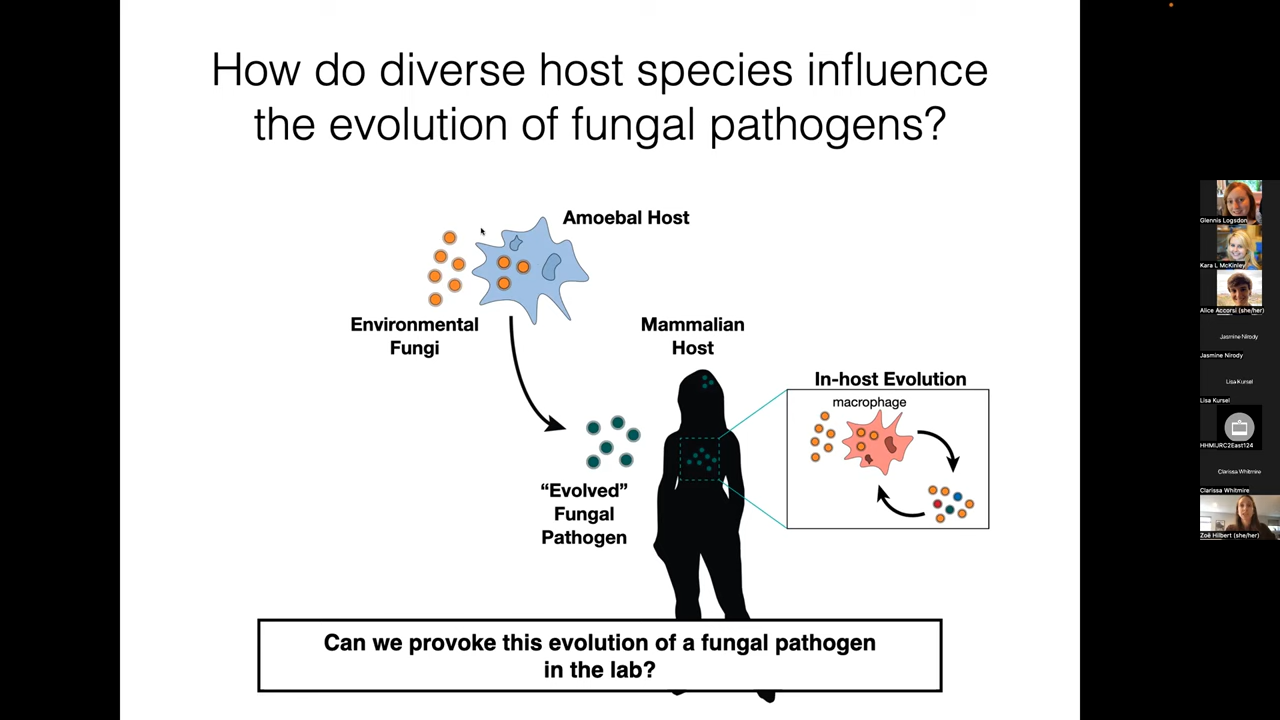 How do diverse host species influence
the evolution of fungal pathogens?
Amoebal Host
Environmental
Fungi
Mammalian
Host
In-host Evolution
macrophage
“Evolved”
Fungal
Pathogen
Can we provoke this evolution of a fungal pathogen
in the lab?
Glennis Logsdon
Kara L McKinley
Alice Accorsi (she/her)
Jasmine Nirody
Jasmine Nirody
Lisa Kursel
Lisa Kursel
HHMIJRC2East124
Clarissa Whitmire
Clarissa Whitmire
Zoë Hilbert (she/her)